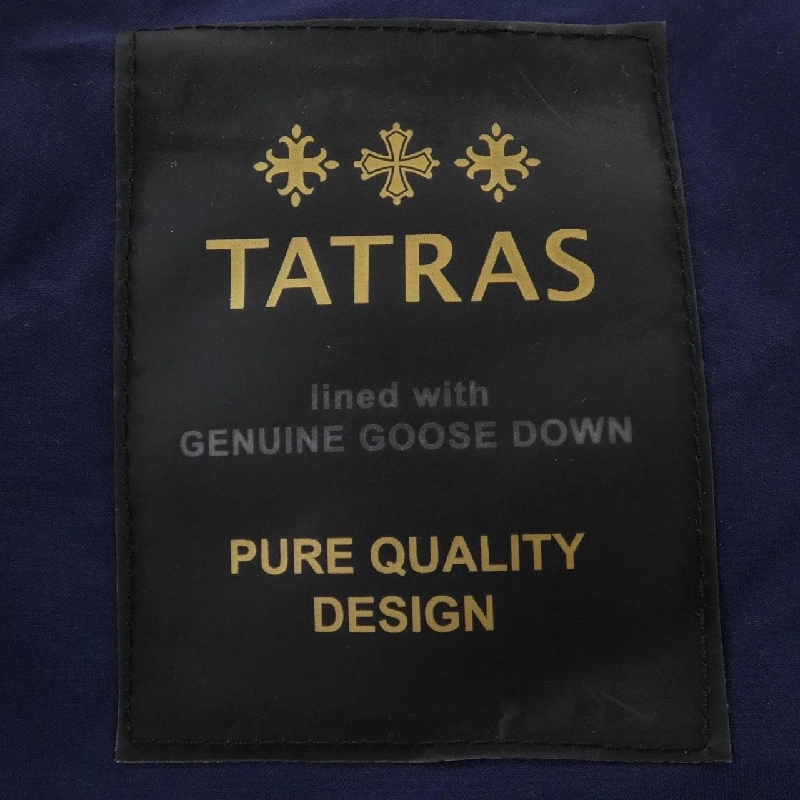 TATRAS
lined with
GENUINE GOOSE DOWN
PURE QUALITY
DESIGN